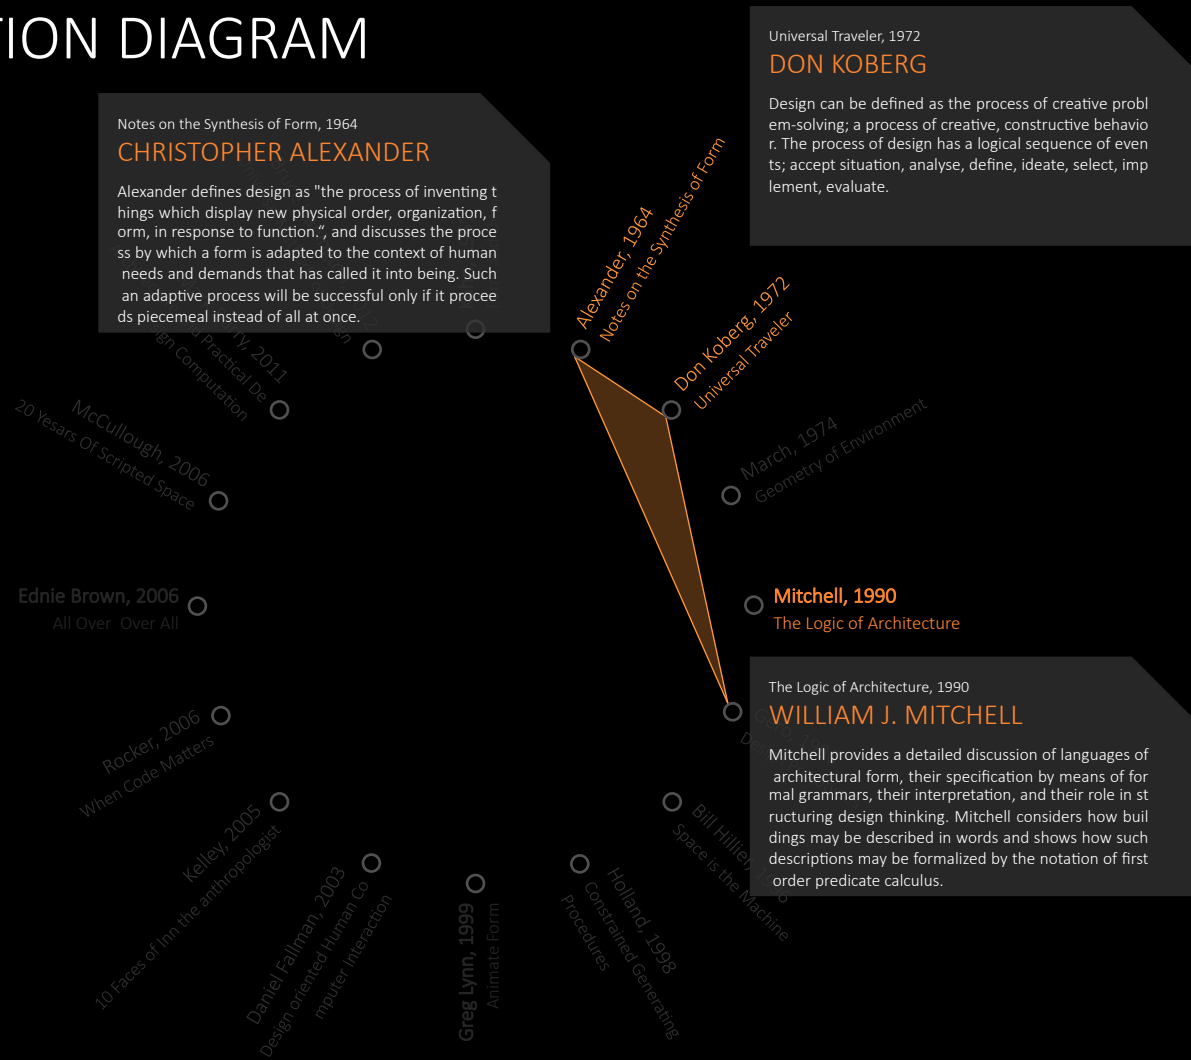 TION DIAGRAM
Universal Traveler, 1972
DON KOBERG
Design can be defined as the process of creative probl
em-solving; a process of creative, constructive behavio
r. The process of design has a logical sequence of even
ts; accept situation, analyse, define, ideate, select, imp
lement, evaluate.
Notes on the Synthesis of Form, 1964
CHRISTOPHER ALEXANDER
Alexander defines design as "the process of inventing t
hings which display new physical order, organization, f
orm, in response to function.“, and discusses the proce
ss by which a form is adapted to the context of human
needs and demands that has called it into being. Such
an adaptive process will be successful only if it procee
ds piecemeal instead of all at once.
Alexander, 1964
Notes on the Synthesis of Form
Don Koberg, 1972
Universal Traveler
March, 1974
Geometry of Environment
Mitchell, 1990
The Logic of Architecture
The Logic of Architecture, 1990
WILLIAM J. MITCHELL
Mitchell provides a detailed discussion of languages of
architectural form, their specification by means of for
mal grammars, their interpretation, and their role in st
ructuring design thinking. Mitchell considers how buil
dings may be described in words and shows how such
descriptions may be formalized by the notation of first
order predicate calculus.
Bill Hillier,
Space is the Machine
Holland, 1998
Constrained Generating
Procedures
Greg Lynn, 1999
Animate Form
Daniel Fallman, 2003
Design oriented Human Co
mputer Interaction
Kelley, 2005
10 Faces of Inn the anthropologist
Rocker, 2006
When Code Matters
Ednie Brown, 2006
All Over Over All
McCullough, 2006
20 Yesars Of Scripted Space
2011
Practical De
Computation